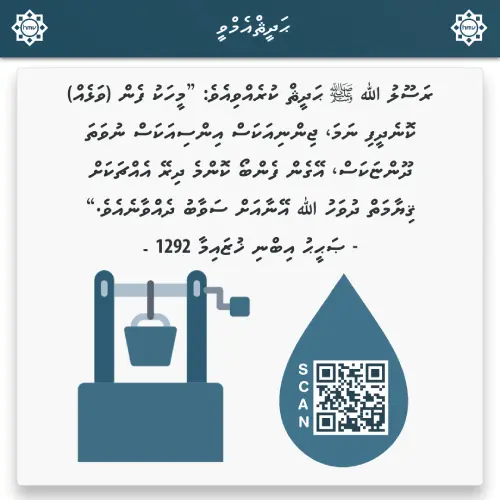 ޙަދީޘްއެމްވީ
ރަސޫލު ﷲ ﷺ ޙަދީޘް ކުރެއްވިއެވެ: ”މީހަކު ފެން (ވަޅެއް)
ކޮނެދީފި ނަމަ، ޖިންނިއަކަސް އިންސިއަކަސް ނުވަތަ
ދޫންޏަކަސް، އޭގެން ފެންބޯ ކޮންމެ ދިރޭ އެއްޗަކަށް
ޤިޔާމަތް ދުވަހު ﷲ އޭނާއަށް ސަވާބު ދެއްވާނެއެވެ.“
- ޞަޙީޙު އިބްނި ޚުޒައިމާ 1292 -
SCAN